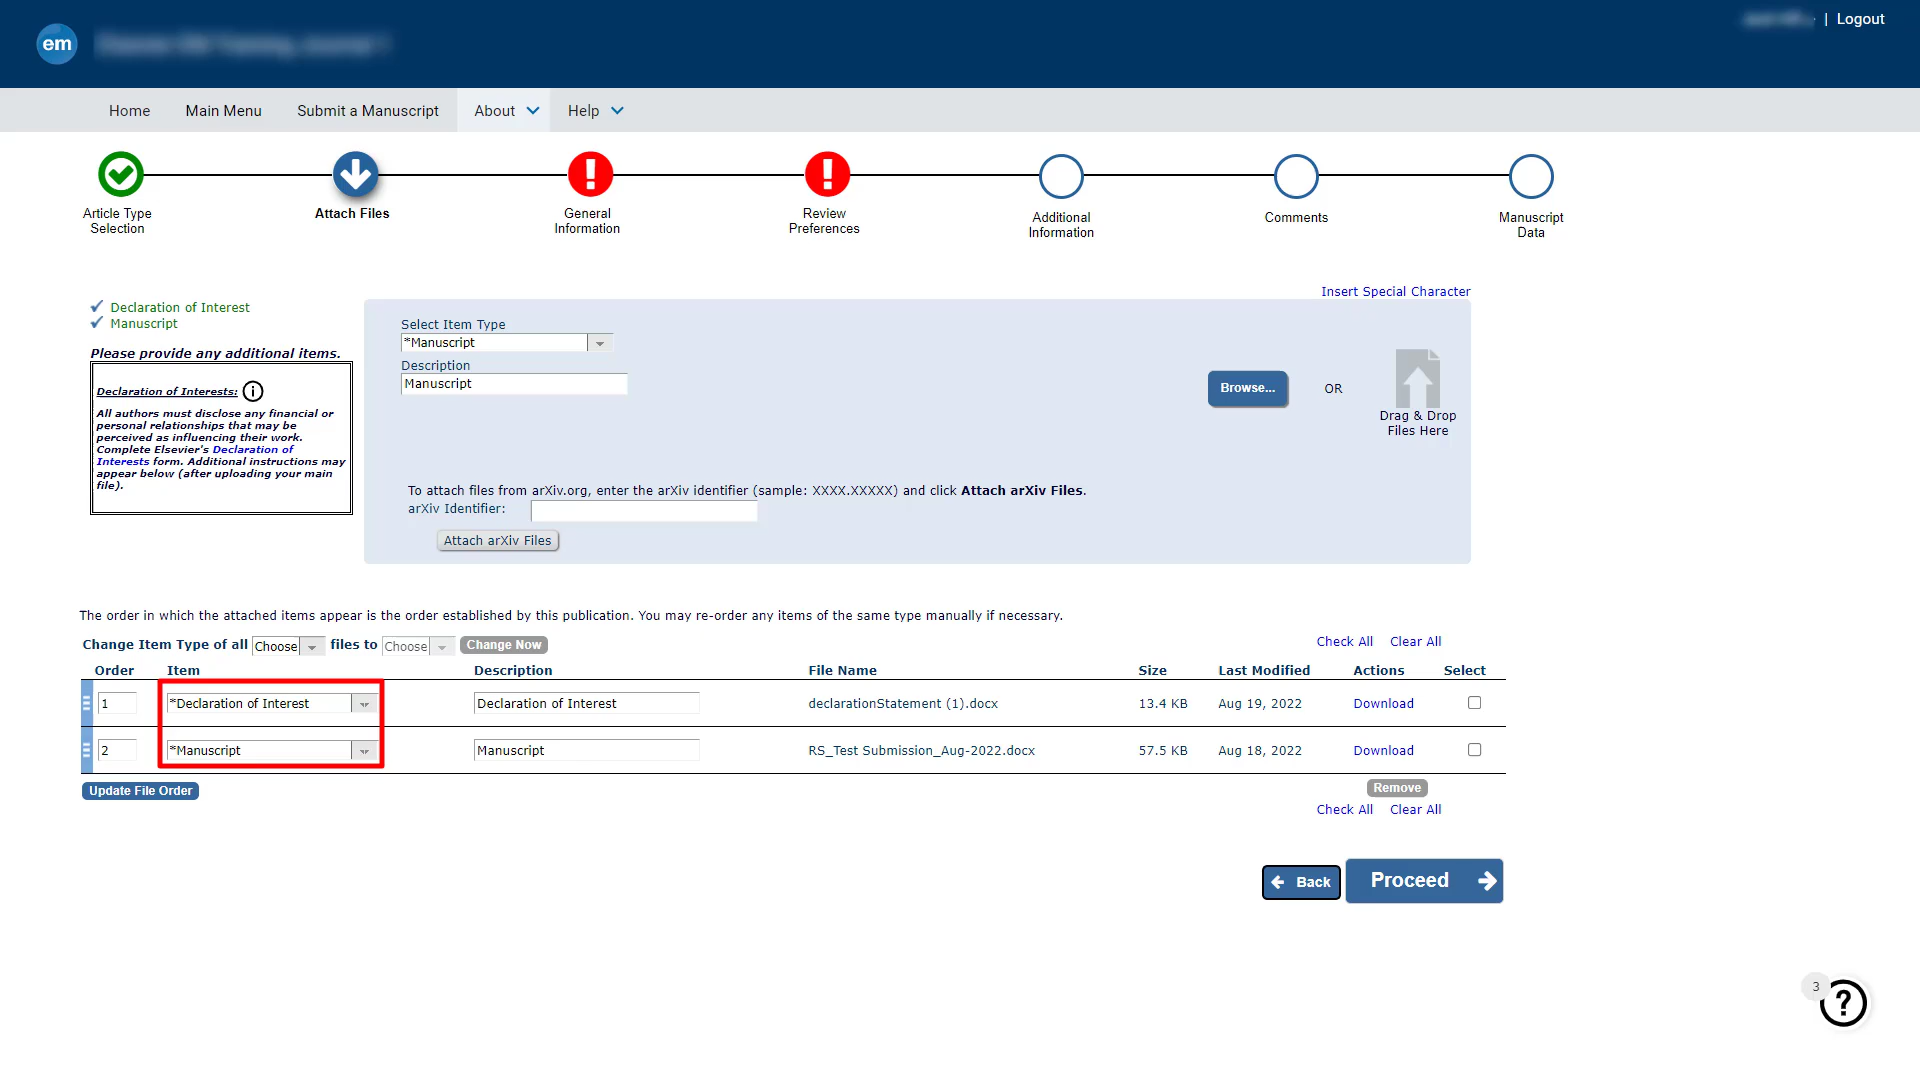 | Logout
em
Home Main Menu Submit a Manuscript About Help
Article Type
Selection
Attach Files
General
Information
Review
Preferences
Additional
Information
Comments
Manuscript
Data
Insert Special Character
Declaration of Interest
Manuscript
Please provide any additional items.
Declaration of Interests: i
All authors must disclose any financial or
personal relationships that may be
perceived as influencing their work.
Complete Elsevier's Declaration of
Interests form. Additional instructions may
appear below (after uploading your main
file).
Select Item Type
*Manuscript
Description
Manuscript
Browse... OR
Drag & Drop
Files Here
To attach files from arXiv.org, enter the arXiv identifier (sample: XXXX.XXXXX) and click Attach arXiv Files.
arXiv Identifier:
Attach arXiv Files
The order in which the attached items appear is the order established by this publication. You may re-order any items of the same type manually if necessary.
Change Item Type of all Choose files to Choose Change Now Check All Clear All
Order Item Description File Name Size Last Modified Actions Select
1 *Declaration of Interest Declaration of Interest declarationStatement (1).docx 13.4 KB Aug 19, 2022 Download
2 *Manuscript Manuscript RS_Test Submission_Aug-2022.docx 57.5 KB Aug 18, 2022 Download
Update File Order Remove
Check All Clear All
Back Proceed
3
?